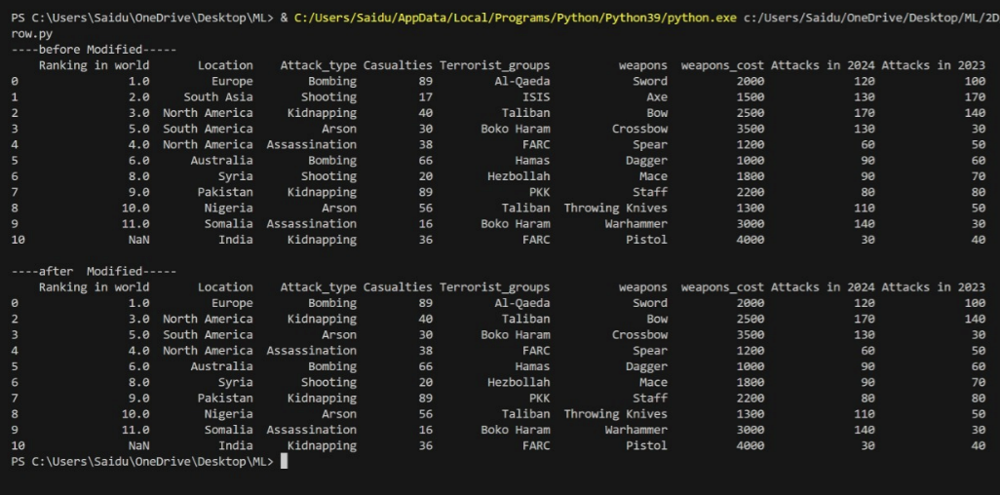 PS C:\Users\Saidu\OneDrive\Desktop\ML> & C:/Users/Saidu/AppData/Local/Programs/Python/Python39/python.exe c:/Users/Saidu/OneDrive/Desktop/ML/2D
row.py
----before Modified-----
Ranking in world Location Attack_type Casualties Terrorist_groups weapons weapons_cost Attacks in 2024 Attacks in 2023
0 1.0 Europe Bombing 89 Al-Qaeda Sword 2000 120 100
1 2.0 South Asia Shooting 17 ISIS Axe 1500 130 170
2 3.0 North America Kidnapping 40 Taliban Bow 2500 170 140
3 5.0 South America Arson 30 Boko Haram Crossbow 3500 130 30
4 4.0 North America Assassination 38 FARC Spear 1200 60 50
5 6.0 Australia Bombing 66 Hamas Dagger 1000 90 60
6 8.0 Syria Shooting 20 Hezbollah Mace 1800 90 70
7 9.0 Pakistan Kidnapping 89 PKK Staff 2200 80 80
8 10.0 Nigeria Arson 56 Taliban Throwing Knives 1300 110 50
9 11.0 Somalia Assassination 16 Boko Haram Warhammer 3000 140 30
10 NaN India Kidnapping 36 FARC Pistol 4000 30 40
----after  Modified-----
Ranking in world Location Attack_type Casualties Terrorist_groups weapons weapons_cost Attacks in 2024 Attacks in 2023
0 1.0 Europe Bombing 89 Al-Qaeda Sword 2000 120 100
2 3.0 North America Kidnapping 40 Taliban Bow 2500 170 140
3 5.0 South America Arson 30 Boko Haram Crossbow 3500 130 30
4 4.0 North America Assassination 38 FARC Spear 1200 60 50
5 6.0 Australia Bombing 66 Hamas Dagger 1000 90 60
6 8.0 Syria Shooting 20 Hezbollah Mace 1800 90 70
7 9.0 Pakistan Kidnapping 89 PKK Staff 2200 80 80
8 10.0 Nigeria Arson 56 Taliban Throwing Knives 1300 110 50
9 11.0 Somalia Assassination 16 Boko Haram Warhammer 3000 140 30
10 NaN India Kidnapping 36 FARC Pistol 4000 30 40
PS C:\Users\Saidu\OneDrive\Desktop\ML>